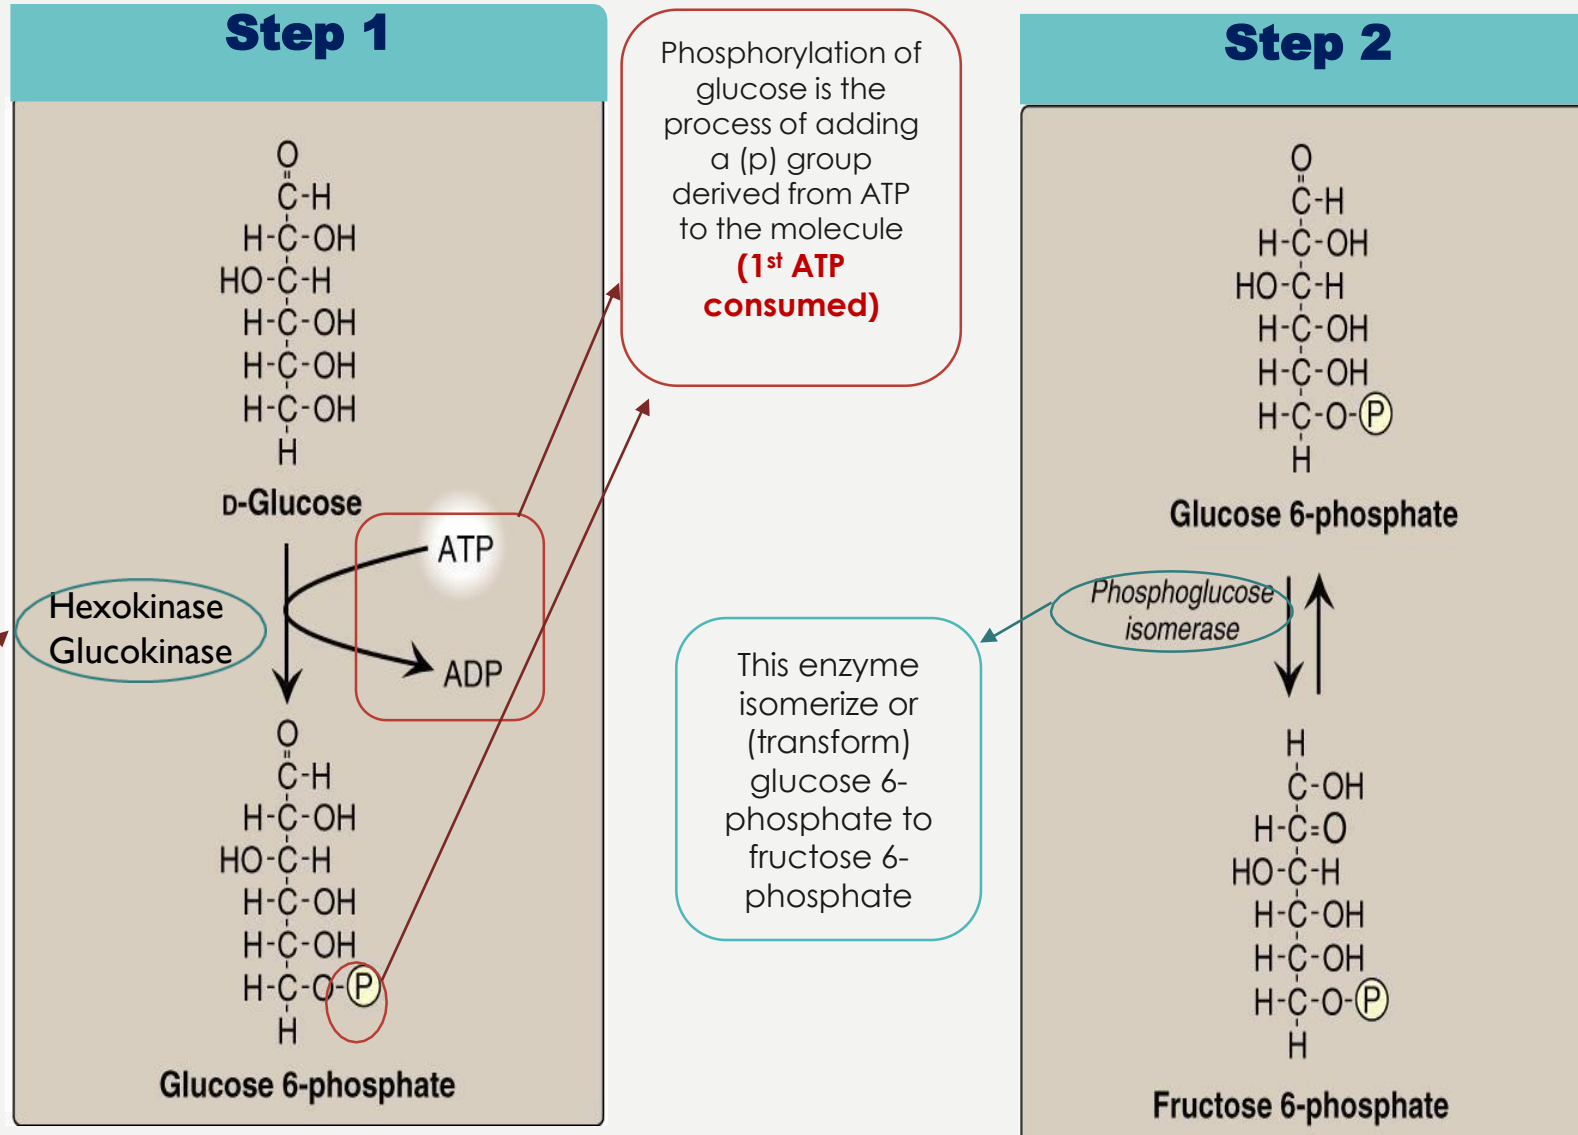 Step 1
O
C-H
H-C-OH
HO-C-H
H-C-OH
H-C-OH
H-C-OH
H
D-Glucose
ATP
Hexokinase
Glucokinase
ADP
O
C-H
H-C-OH
HO-C-H
H-C-OH
H-C-OH
H-C-O-P
H
Glucose 6-phosphate
Phosphorylation of
glucose is the
process of adding
a (p) group
derived from ATP
to the molecule
(1st ATP
consumed)
This enzyme
isomerize or
(transform)
glucose 6-
phosphate to
fructose 6-
phosphate
Step 2
O
C-H
H-C-OH
HO-C-H
H-C-OH
H-C-OH
H-C-O-P
H
Glucose 6-phosphate
Phosphoglucose
isomerase
H
C-OH
H-C=O
HO-C-H
H-C-OH
H-C-OH
H-C-O-P
H
Fructose 6-phosphate